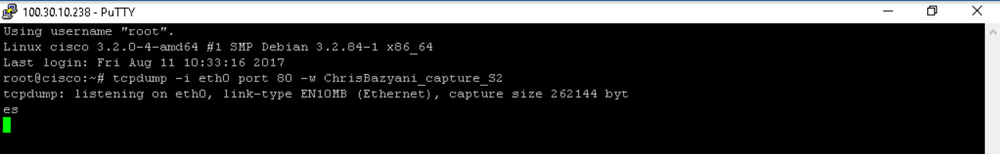 100.30.10.238 - PuTTY
Using username "root".
Linux cisco 3.2.0-4-amd64 #1 SMP Debian 3.2.84-1 x86_64
Last login: Fri Aug 11 10:33:16 2017
root@cisco:~# tcpdump -i eth0 port 80 -w ChrisBazyani_capture_S2
tcpdump: listening on eth0, link-type EN10MB (Ethernet), capture size 262144 byt
es